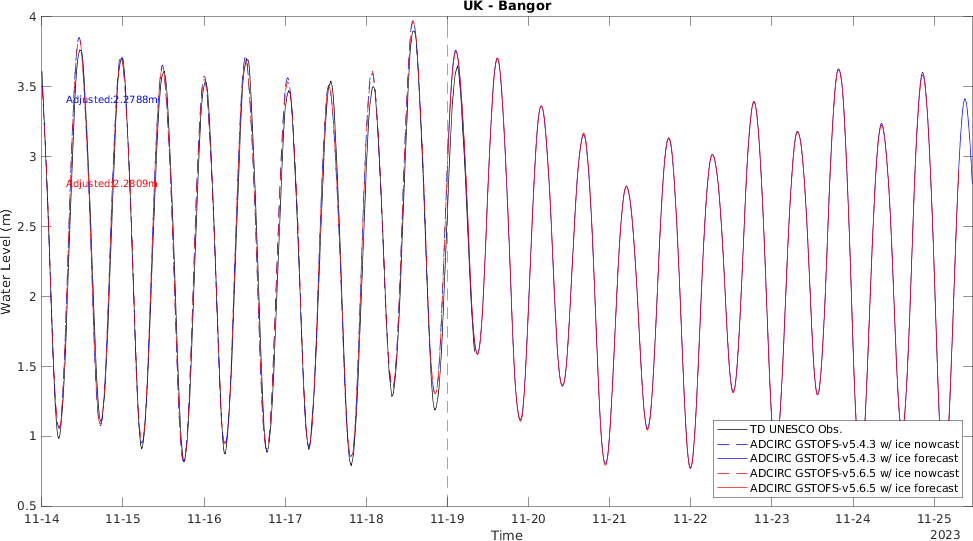 UK - Bangor
4
3.5
3
2.5
2
1.5
1
0.5
Water Level (m)
Adjusted:2.2788m
Adjusted:2.2809m
TD UNESCO Obs.
ADCIRC GSTOFS-v5.4.3 w/ ice nowcast
ADCIRC GSTOFS-v5.4.3 w/ ice forecast
ADCIRC GSTOFS-v5.6.5 w/ ice nowcast
ADCIRC GSTOFS-v5.6.5 w/ ice forecast
11-14 11-15 11-16 11-17 11-18 11-19 11-20 11-21 11-22 11-23 11-24 11-25
Time
2023